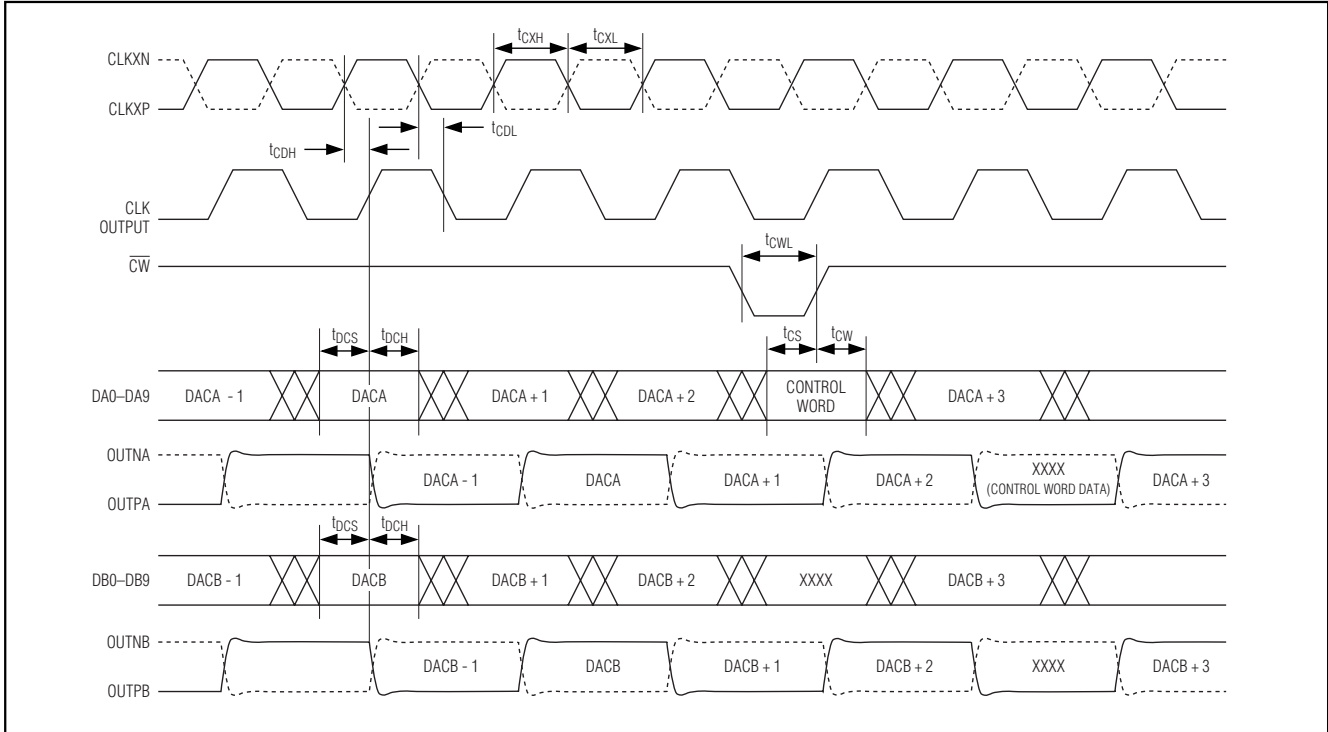 tCXH tCXL
CLKXN
CLKXP
tCDL
tCDH
CLK
OUTPUT
tCWL
CW
tDCS tDCH tCS tCW
DA0–DA9 DACA - 1 DACA DACA + 1 DACA + 2 CONTROL WORD DACA + 3
OUTNA
OUTPA
DACA - 1 DACA DACA + 1 DACA + 2 XXXX (CONTROL WORD DATA) DACA + 3
tDCS tDCH
DB0–DB9 DACB - 1 DACB DACB + 1 DACB + 2 XXXX DACB + 3
OUTNB
OUTPB
DACB - 1 DACB DACB + 1 DACB + 2 XXXX DACB + 3